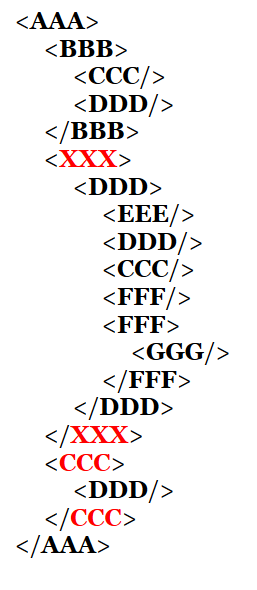 <AAA>
<BBB>
<CCC/>
<DDD/>
</BBB>
<XXX>
<DDD>
<EEE/>
<DDD/>
<CCC/>
<FFF/>
<FFF>
<GGG/>
</FFF>
</DDD>
</XXX>
<CCC>
<DDD/>
</CCC>
</AAA>